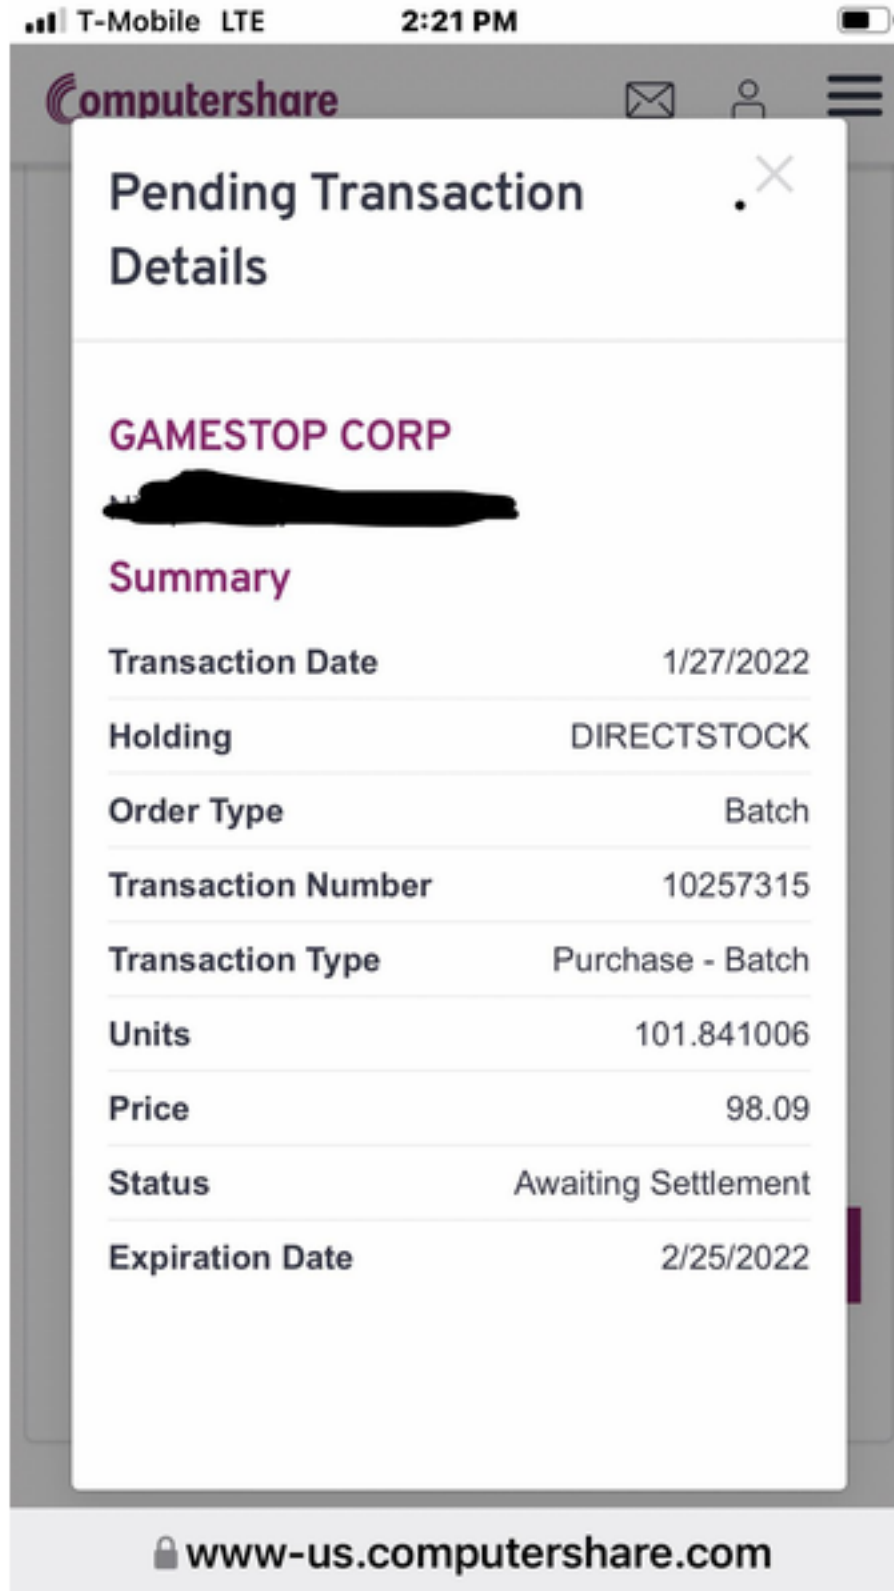 T-Mobile LTE 2:21 PM
Computershare
Pending Transaction
Details
GAMESTOP CORP
Summary
Transaction Date 1/27/2022
Holding DIRECTSTOCK
Order Type Batch
Transaction Number 10257315
Transaction Type Purchase - Batch
Units 101.841006
Price 98.09
Status Awaiting Settlement
Expiration Date 2/25/2022
www-us.computershare.com